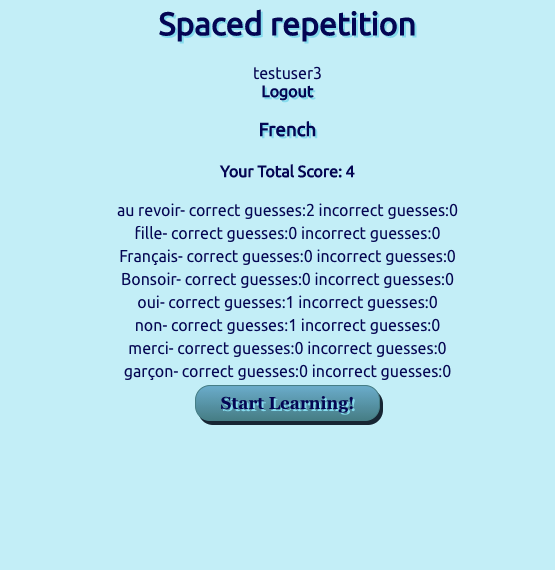 Spaced repetition
testuser3
Logout
French
Your Total Score: 4
au revoir- correct guesses:2 incorrect guesses:0
fille- correct guesses:0 incorrect guesses:0
Français- correct guesses:0 incorrect guesses:0
Bonsoir- correct guesses:0 incorrect guesses:0
oui- correct guesses:1 incorrect guesses:0
non- correct guesses:1 incorrect guesses:0
merci- correct guesses:0 incorrect guesses:0
garçon- correct guesses:0 incorrect guesses:0
Start Learning!